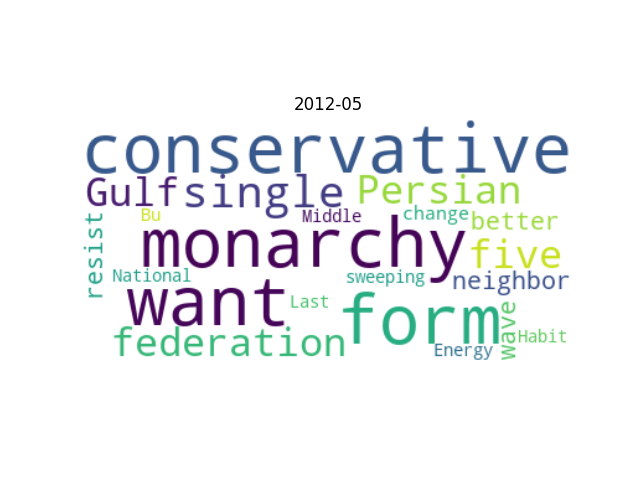 2012-05
conservative
Gulf single Persian
Bu Middle change better
resist monarchy five
National sweeping neighbor
want Last form wave
federation Energy Habit